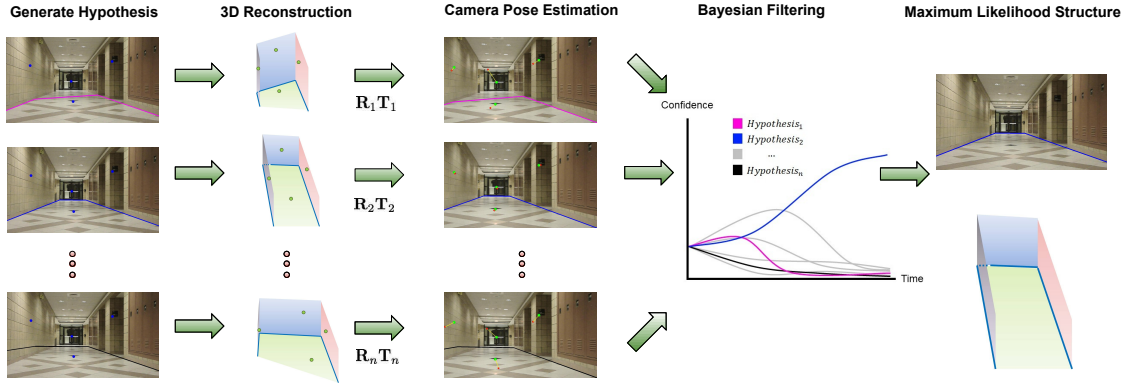 Generate Hypothesis
3D Reconstruction
Camera Pose Estimation
Bayesian Filtering
Maximum Likelihood Structure
R₁T₁
R₂T₂
RₙTₙ
Confidence
Hypothesis₁
Hypothesis₂
...
Hypothesisₙ
Time